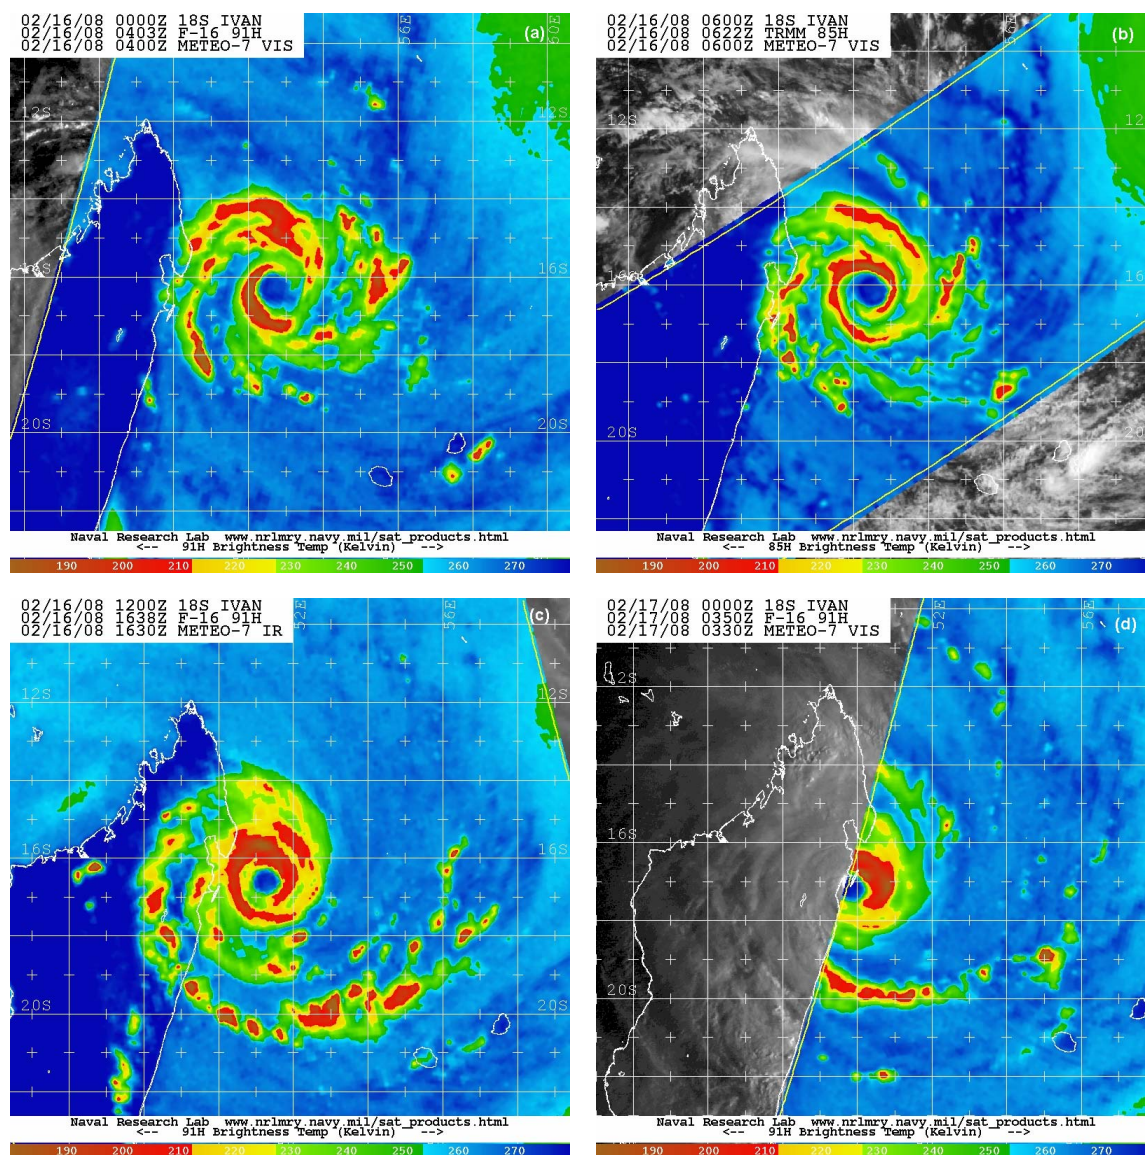 02/16/08 0000Z 18S IVAN
02/16/08 0403Z F-16 91H
02/16/08 0400Z METEO-7 VIS
56E
60E
(a)
12S
12S
16S
16S
20S
20S
Naval Research Lab www.nrlmry.navy.mil/sat_products.html
<-- 91H Brightness Temp (Kelvin) -->
190 200 210 220 230 240 250 260 270
02/16/08 0600Z 18S IVAN
02/16/08 0622Z TRMM 85H
02/16/08 0600Z METEO-7 VIS
56E
(b)
12S
12
16S
16
20S
20
Naval Research Lab www.nrlmry.navy.mil/sat_products.html
<-- 85H Brightness Temp (Kelvin) -->
190 200 210 220 230 240 250 260 270
02/16/08 1200Z 18S IVAN
02/16/08 1638Z F-16 91H
02/16/08 1630Z METEO-7 IR
52E
56E
(c)
12S
12S
16S
16S
20S
20S
Naval Research Lab www.nrlmry.navy.mil/sat_products.html
<-- 91H Brightness Temp (Kelvin) -->
190 200 210 220 230 240 250 260 270
02/17/08 0000Z 18S IVAN
02/17/08 0350Z F-16 91H
02/17/08 0330Z METEO-7 VIS
52E
56E
(d)
12S
12S
16S
16S
20S
20S
Naval Research Lab www.nrlmry.navy.mil/sat_products.html
<-- 91H Brightness Temp (Kelvin) -->
190 200 210 220 230 240 250 260 270